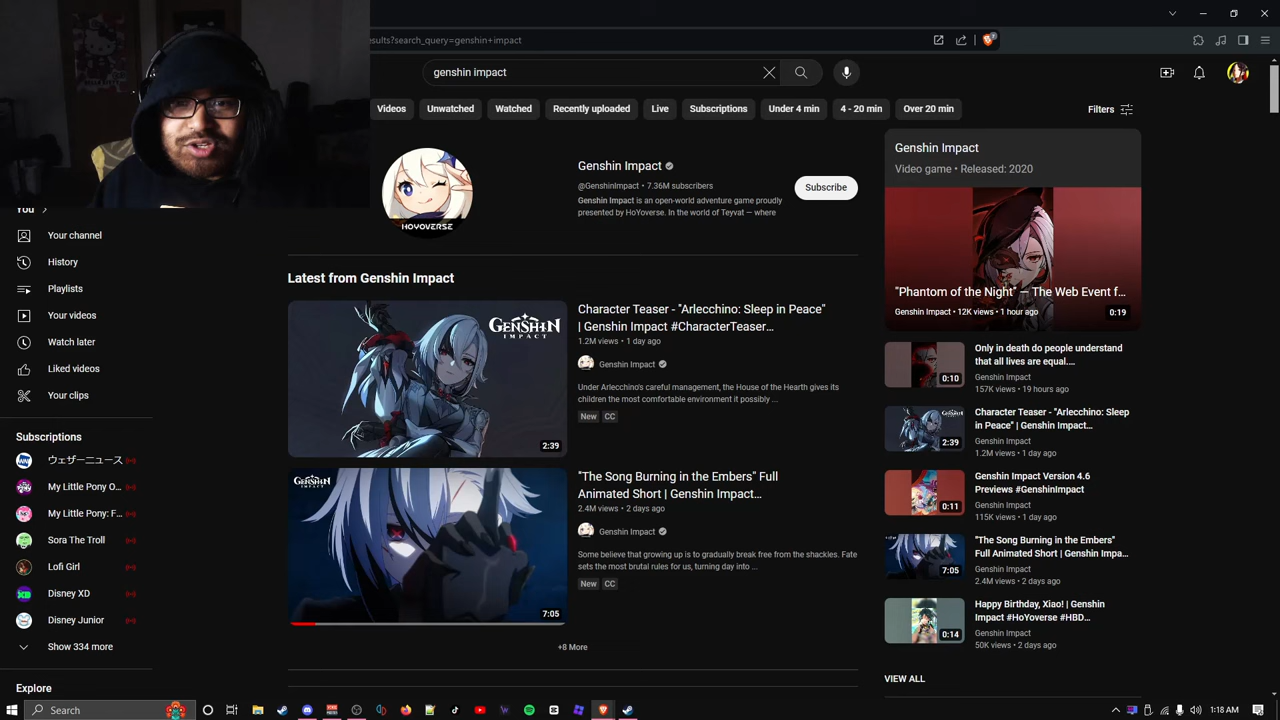 esults?search_query=genshin+impact
genshin impact
Videos
Unwatched
Watched
Recently uploaded
Live
Subscriptions
Under 4 min
4 - 20 min
Over 20 min
Filters
You
Your channel
History
Playlists
Your videos
Watch later
Liked videos
Your clips
Subscriptions
ウェザーニュース
My Little Pony O...
My Little Pony: F...
Sora The Troll
Lofi Girl
Disney XD
Disney Junior
Show 334 more
Explore
HOYOVERSE
Genshin Impact
@GenshinImpact • 7.36M subscribers
Genshin Impact is an open-world adventure game proudly
presented by HoYoverse. In the world of Teyvat — where
Subscribe
Latest from Genshin Impact
GENSHIN
IMPACT
2:39
Character Teaser - "Arlecchino: Sleep in Peace"
| Genshin Impact #CharacterTeaser...
1.2M views • 1 day ago
Genshin Impact
Under Arlecchino's careful management, the House of the Hearth gives its
children the most comfortable environment it possibly ...
New
CC
GENSHIN
IMPACT
7:05
"The Song Burning in the Embers" Full
Animated Short | Genshin Impact...
2.4M views • 2 days ago
Genshin Impact
Some believe that growing up is to gradually break free from the shackles. Fate
sets the most brutal rules for us, turning day into ...
New
CC
+8 More
Genshin Impact
Video game • Released: 2020
"Phantom of the Night" — The Web Event f...
Genshin Impact • 12K views • 1 hour ago
0:19
Only in death do people understand
that all lives are equal....
Genshin Impact
157K views • 19 hours ago
0:10
Character Teaser - "Arlecchino: Sleep
in Peace" | Genshin Impact...
Genshin Impact
1.2M views • 1 day ago
2:39
Genshin Impact Version 4.6
Previews #GenshinImpact
Genshin Impact
115K views • 1 day ago
0:11
"The Song Burning in the Embers"
Full Animated Short | Genshin Impa...
Genshin Impact
2.4M views • 2 days ago
7:05
Happy Birthday, Xiao! | Genshin
Impact #HoYoverse #HBD...
Genshin Impact
50K views • 2 days ago
0:14
VIEW ALL
Search
1:18 AM